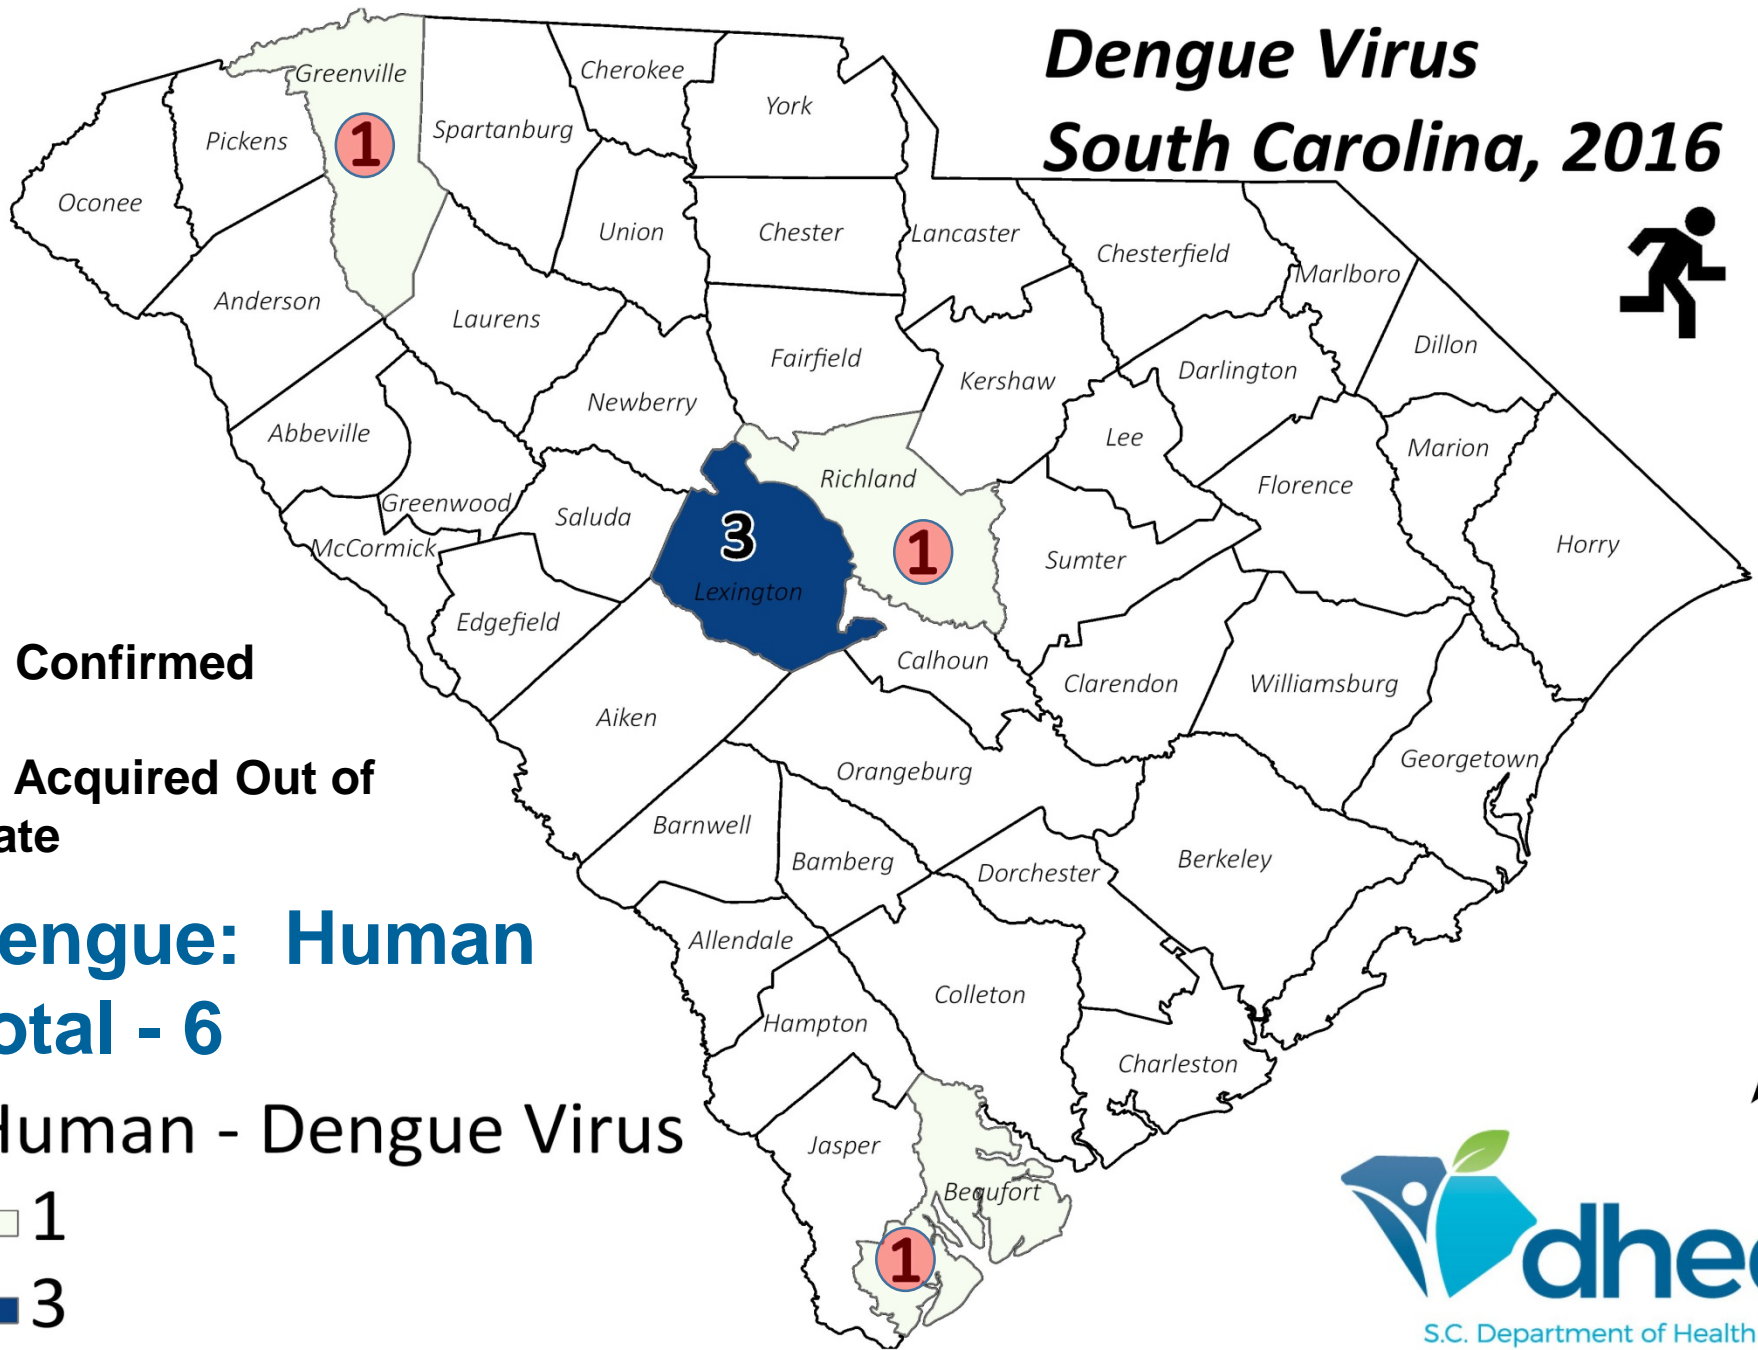 Dengue Virus
South Carolina, 2016
Greenville
Cherokee
York
Pickens
1
Spartanburg
Oconee
Union
Chester
Lancaster
Chesterfield
Marlboro
Anderson
Laurens
Fairfield
Kershaw
Darlington
Dillon
Newberry
Abbeville
Lee
Marion
Richland
Greenwood
Saluda
Florence
McCormick
3
1
Sumter
Horry
Lexington
Edgefield
Confirmed
Calhoun
Clarendon
Williamsburg
Aiken
Acquired Out of
ate
Orangeburg
Georgetown
Barnwell
Bamberg
Dorchester
Berkeley
engue: Human
otal - 6
Allendale
Colleton
Hampton
Charleston
Human - Dengue Virus
Jasper
Beaufort
1
1
3
dhec
S.C. Department of Health